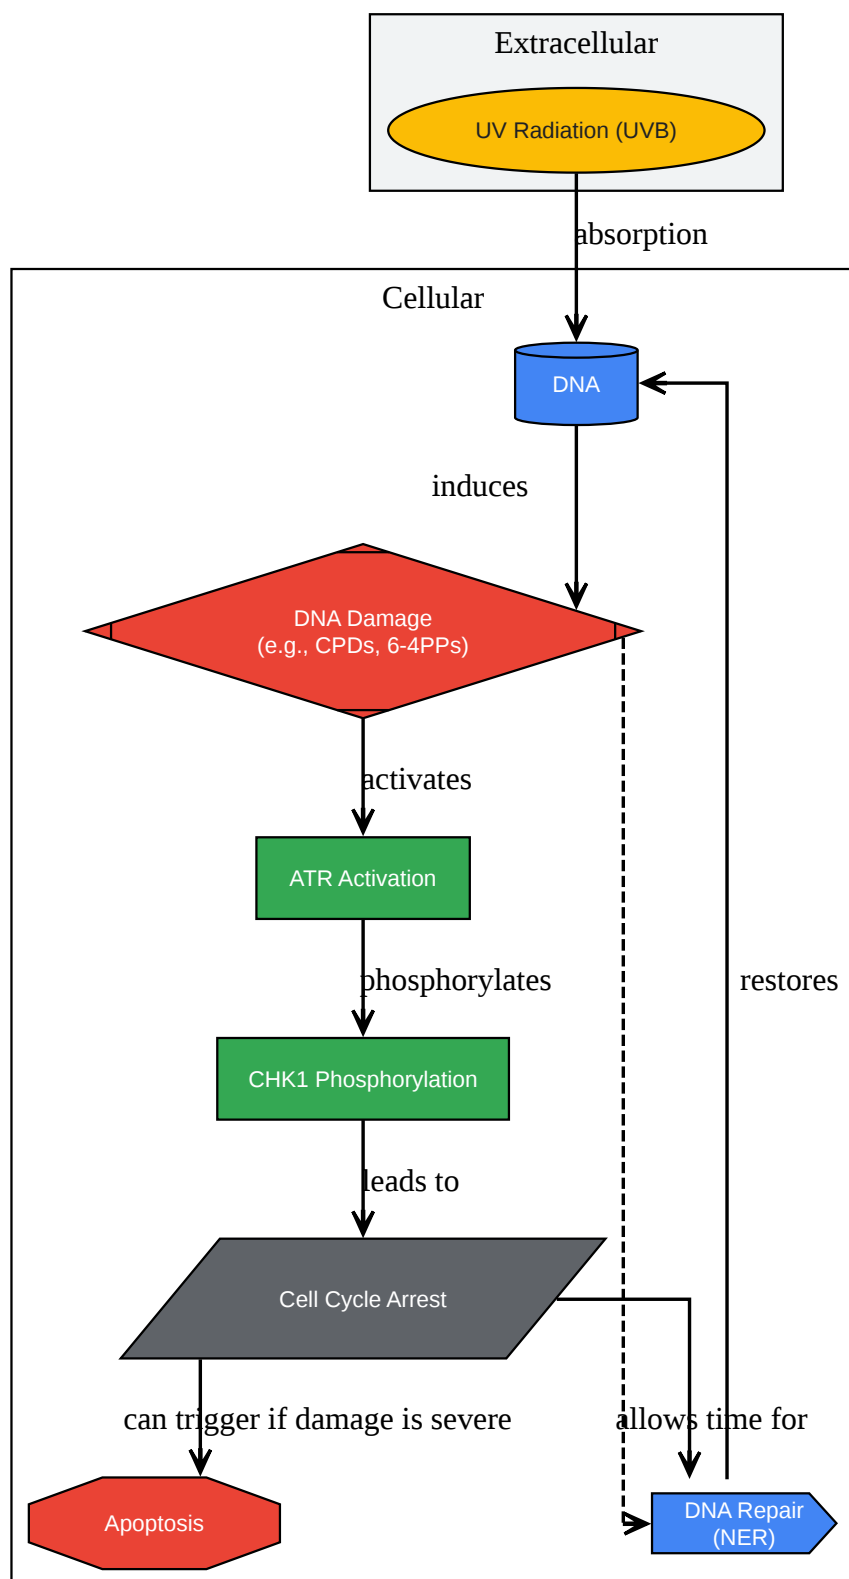 Extracellular
UV Radiation (UVB)
absorption
Cellular
DNA
induces
DNA Damage
(e.g., CPDs, 6-4PPs)
activates
ATR Activation
phosphorylates
restores
CHK1 Phosphorylation
leads to
Cell Cycle Arrest
can trigger if damage is severe
allows time for
Apoptosis
DNA Repair
(NER)